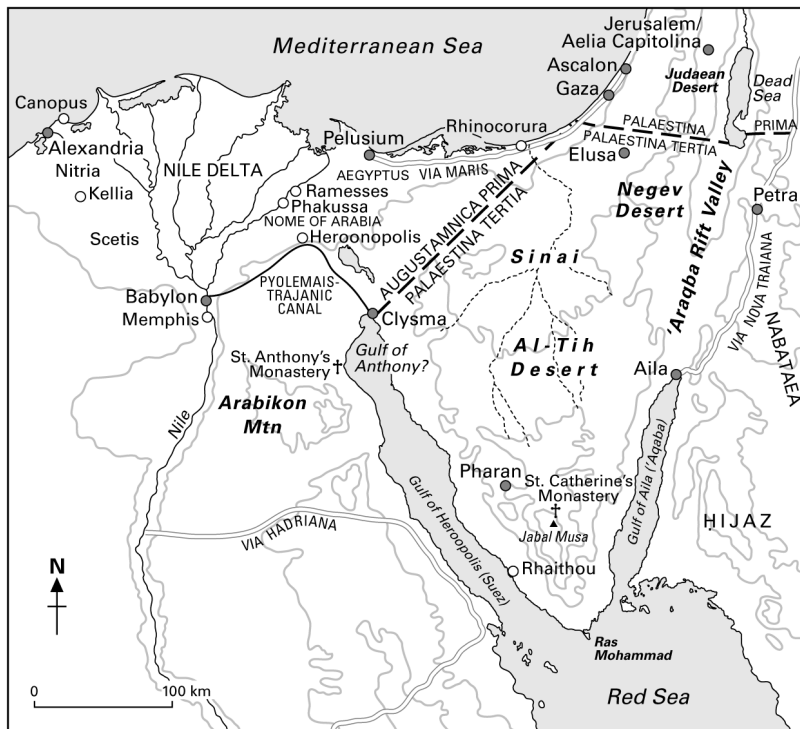 Jerusalem/
Aelia Capitolina
Mediterranean Sea
Ascalon
Judaean
Desert
Dead
Sea
Gaza
Canopus
Rhinocorura
PALAESTINA
PRIMA
Pelusium
PALAESTINA TERTIA
Alexandria
Elusa
Nitria
NILE DELTA
AEGYPTUS
VIA MARIS
Kellia
Ramesses
Negev
Desert
Petra
Phakussa
NOME OF ARABIA
AUGUSTAMNICA PRIMA
PALAESTINA TERTIA
'Araqba Rift Valley
Scetis
Heroonopolis
Sinai
PYOLEMAIS-
TRAJANIC
CANAL
VIA NOVA TRAIANA
Babylon
Memphis
Clysma
NABATAEA
Gulf of
Anthony?
Al-Tih
Desert
St. Anthony's
Monastery
Aila
Arabikon
Mtn
Nile
Pharan
St. Catherine's
Monastery
Gulf of Aila ('Aqaba)
Jabal Musa
ḤIJAZ
VIA HADRIANA
Gulf of Heroopolis (Suez)
Rhaithou
N
Ras
Mohammad
0
100 km
Red Sea